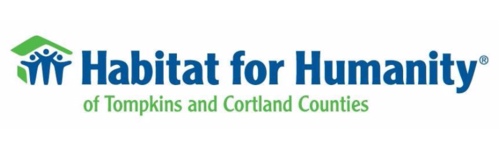 Habitat for Humanity®
of Tompkins and Cortland Counties